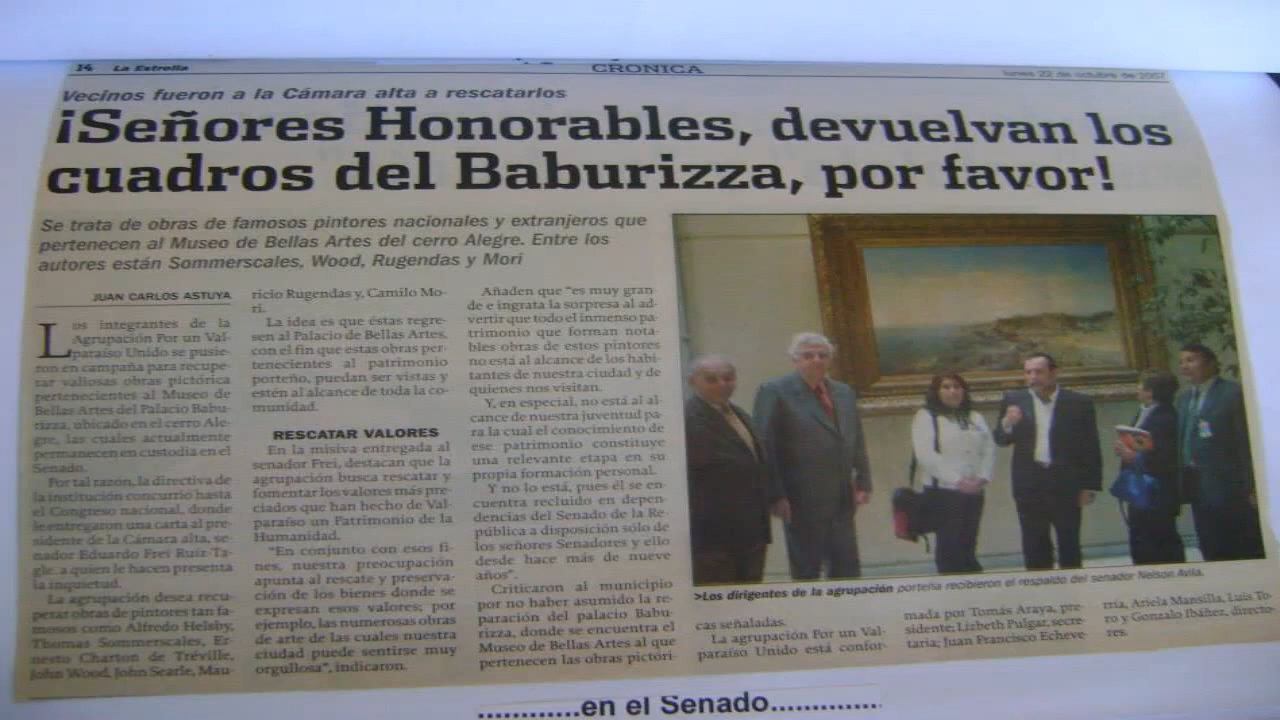 14 La Estrella
CRONICA
lunes 22 de octubre de 2007
Vecinos fueron a la Cámara alta a rescatarlos
¡Señores Honorables, devuelvan los
cuadros del Baburizza, por favor!
Se trata de obras de famosos pintores nacionales y extranjeros que
pertenecen al Museo de Bellas Artes del cerro Alegre. Entre los
autores están Sommerscales, Wood, Rugendas y Mori
JUAN CARLOS ASTUYA
Los integrantes de la
Agrupación Por un Val-
paraíso Unido se pusie-
ron en campaña para recupe-
rar valiosas obras pictórica
pertenecientes al Museo de
Bellas Artes del Palacio Babu-
rizza, ubicado en el cerro Ale-
gre, las cuales actualmente
permanecen en custodia en el
Senado.
Por tal razón, la directiva de
la institución concurrió hasta
el Congreso nacional, donde
le entregaron una carta al pre-
sidente de la Cámara alta, se-
nador Eduardo Frei Ruiz-Ta-
gle, a quien le hacen presenta
la inquietud.
La agrupación desea recu-
perar obras de pintores tan fa-
mosos como Alfredo Helsby,
Thomas Sommerscales, Er-
nesto Charton de Tréville,
John Wood, John Searle, Mau-
ricio Rugendas y, Camilo Mo-
ri.
La idea es que éstas regre-
sen al Palacio de Bellas Artes,
con el fin que estas obras per-
tenecientes al patrimonio
porteño, puedan ser vistas y
estén al alcance de toda la co-
munidad.
RESCATAR VALORES
En la misiva entregada al
senador Frei, destacan que la
agrupación busca rescatar y
fomentar los valores más pre-
ciados que han hecho de Val-
paraíso un Patrimonio de la
Humanidad.
"En conjunto con esos fi-
nes, nuestra preocupación
apunta al rescate y preserva-
ción de los bienes donde se
expresan esos valores; por
ejemplo, las numerosas obras
de arte de las cuales nuestra
ciudad puede sentirse muy
orgullosa", indicaron.
Añaden que "es muy gran-
de e ingrata la sorpresa al ad-
vertir que todo el inmenso pa-
trimonio que forman nota-
bles obras de estos pintores
no está al alcance de los habi-
tantes de nuestra ciudad y de
quienes nos visitan.
Y, en especial, no está al al-
cance de nuestra juventud pa-
ra la cual el conocimiento de
ese patrimonio constituye
una relevante etapa en su
propia formación personal.
Y no lo está, pues él se en-
cuentra recluido en depen-
dencias del Senado de la Re-
pública a disposición sólo de
los señores Senadores y ello
desde hace más de nueve
años".
Criticaron al municipio
por no haber asumido la re-
paración del palacio Babu-
rizza, donde se encuentra el
Museo de Bellas Artes al que
pertenecen las obras pictóri-
>Los dirigentes de la agrupación porteña recibieron el respaldo del senador Nelson Avila.
cas señaladas.
La agrupación Por un Val-
paraíso Unido está confor-
mada por Tomás Araya, pre-
sidente; Lizbeth Pulgar, secre-
taria; Juan Francisco Echeve-
rría, Ariela Mansilla, Luis To-
ro y Gonzalo Ibáñez, directo-
res.
............en el Senado..............